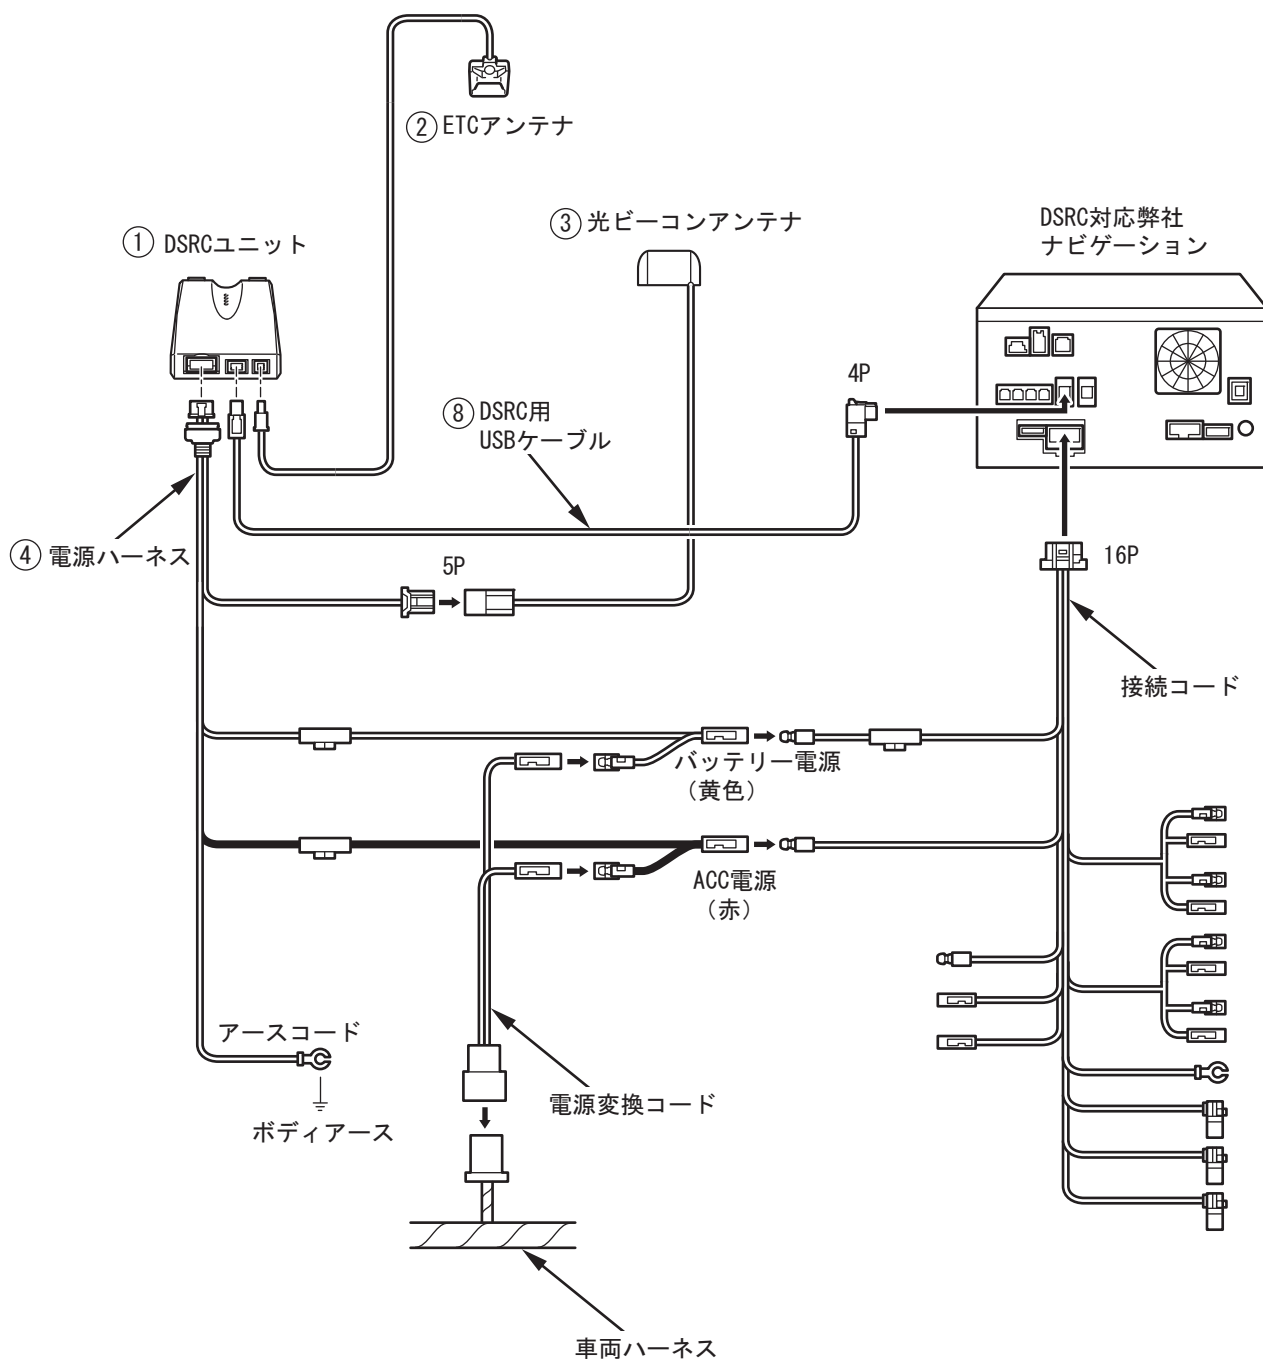 ②ETCアンテナ
③光ビーコンアンテナ
DSRC対応弊社
ナビゲーション
①DSRCユニット
4P
⑧DSRC用
USBケーブル
④電源ハーネス
5P
16P
接続コード
バッテリー電源
（黄色）
ACC電源
（赤）
アースコード
ボディアース
電源変換コード
車両ハーネス